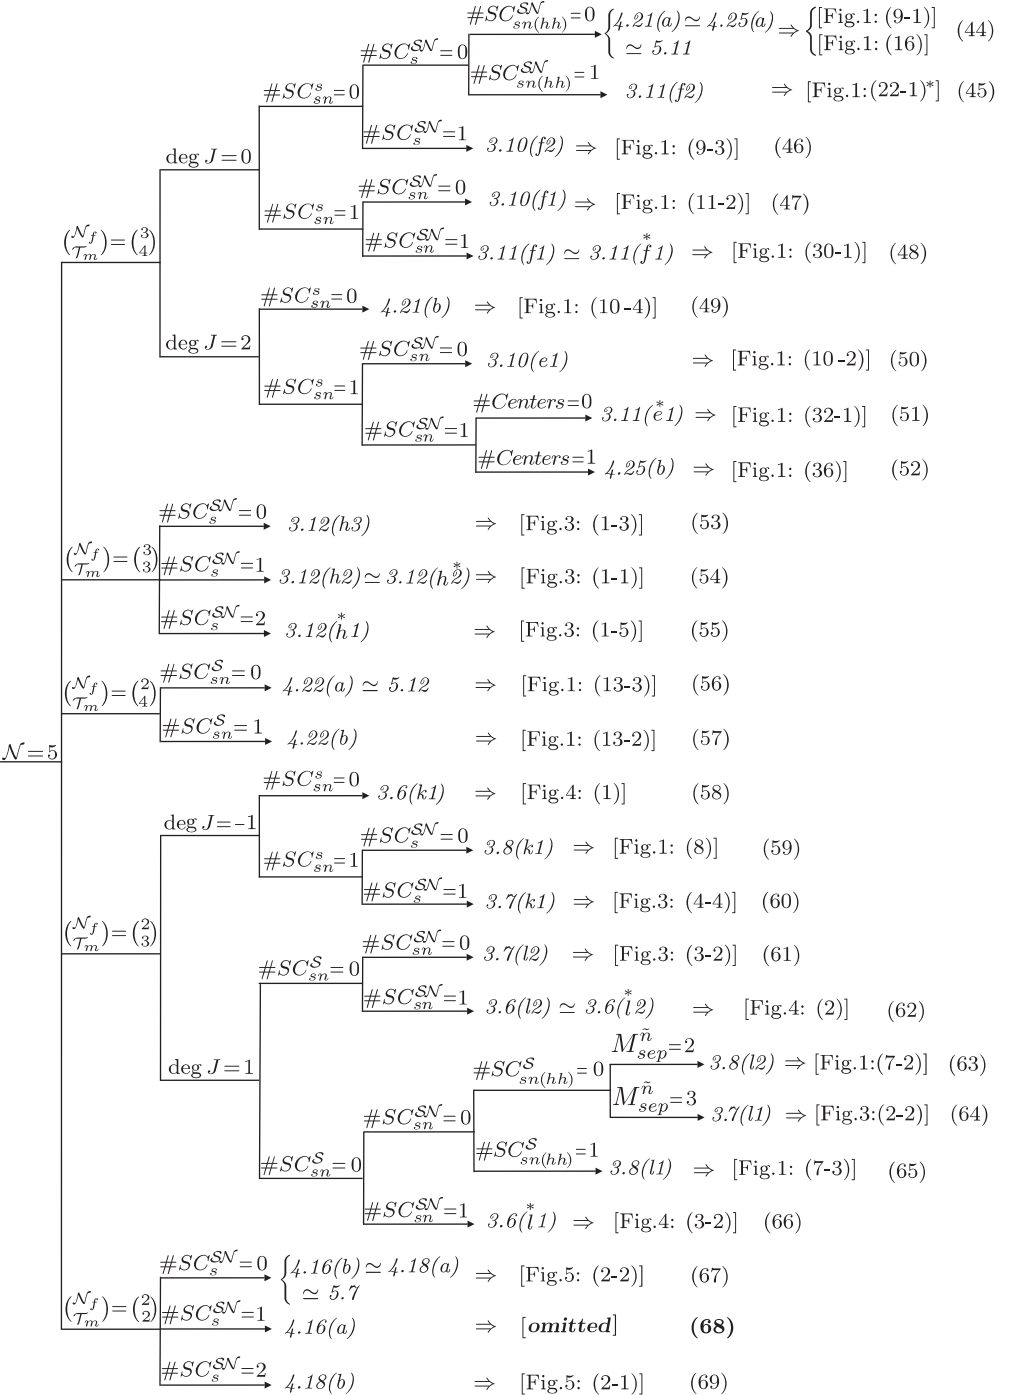 #SC^{SN}_{sn(hh)}=0 {4.21(a)≃4.25(a) ≃ 5.11 ⇒ {[Fig.1: (9-1)] [Fig.1: (16)] (44)
#SC^{SN}_s=0
#SC^{SN}_{sn(hh)}=1 3.11(f2) ⇒ [Fig.1:(22-1)*] (45)
#SC^s_{sn}=0
#SC^{SN}_s=1 3.10(f2) ⇒ [Fig.1: (9-3)] (46)
deg J=0
#SC^{SN}_{sn}=0 3.10(f1) ⇒ [Fig.1: (11-2)] (47)
#SC^s_{sn}=1
(N_f T_m)=(3 4)
#SC^{SN}_{sn}=1 3.11(f1) ≃ 3.11(f* 1) ⇒ [Fig.1: (30-1)] (48)
#SC^s_{sn}=0 4.21(b) ⇒ [Fig.1: (10-4)] (49)
deg J=2
#SC^{SN}_{sn}=0 3.10(e1) ⇒ [Fig.1: (10-2)] (50)
#SC^s_{sn}=1
#Centers=0 3.11(e* 1) ⇒ [Fig.1: (32-1)] (51)
#SC^{SN}_{sn}=1
#Centers=1 4.25(b) ⇒ [Fig.1: (36)] (52)
#SC^{SN}_s=0 3.12(h3) ⇒ [Fig.3: (1-3)] (53)
(N_f T_m)=(3 3) #SC^{SN}_s=1 3.12(h2)≃3.12(h2*) ⇒ [Fig.3: (1-1)] (54)
#SC^{SN}_s=2 3.12(h* 1) ⇒ [Fig.3: (1-5)] (55)
#SC^S_{sn}=0 4.22(a) ≃ 5.12 ⇒ [Fig.1: (13-3)] (56)
(N_f T_m)=(2 4)
#SC^S_{sn}=1 4.22(b) ⇒ [Fig.1: (13-2)] (57)
N=5
#SC^s_{sn}=0 3.6(k1) ⇒ [Fig.4: (1)] (58)
deg J=-1
#SC^{SN}_s=0 3.8(k1) ⇒ [Fig.1: (8)] (59)
#SC^s_{sn}=1
#SC^{SN}_s=1 3.7(k1) ⇒ [Fig.3: (4-4)] (60)
(N_f T_m)=(2 3)
#SC^{SN}_{sn}=0 3.7(l2) ⇒ [Fig.3: (3-2)] (61)
#SC^S_{sn}=0
#SC^{SN}_{sn}=1 3.6(l2) ≃ 3.6(l* 2) ⇒ [Fig.4: (2)] (62)
deg J=1
M^ñ_{sep}=2 3.8(l2) ⇒ [Fig.1:(7-2)] (63)
#SC^S_{sn(hh)}=0
M^ñ_{sep}=3 3.7(l1) ⇒ [Fig.3:(2-2)] (64)
#SC^{SN}_{sn}=0
#SC^S_{sn(hh)}=1 3.8(l1) ⇒ [Fig.1: (7-3)] (65)
#SC^S_{sn}=0
#SC^{SN}_{sn}=1 3.6(l* 1) ⇒ [Fig.4: (3-2)] (66)
#SC^{SN}_s=0 {4.16(b)≃4.18(a) ≃ 5.7 ⇒ [Fig.5: (2-2)] (67)
(N_f T_m)=(2 2) #SC^{SN}_s=1 4.16(a) ⇒ [omitted] (68)
#SC^{SN}_s=2 4.18(b) ⇒ [Fig.5: (2-1)] (69)